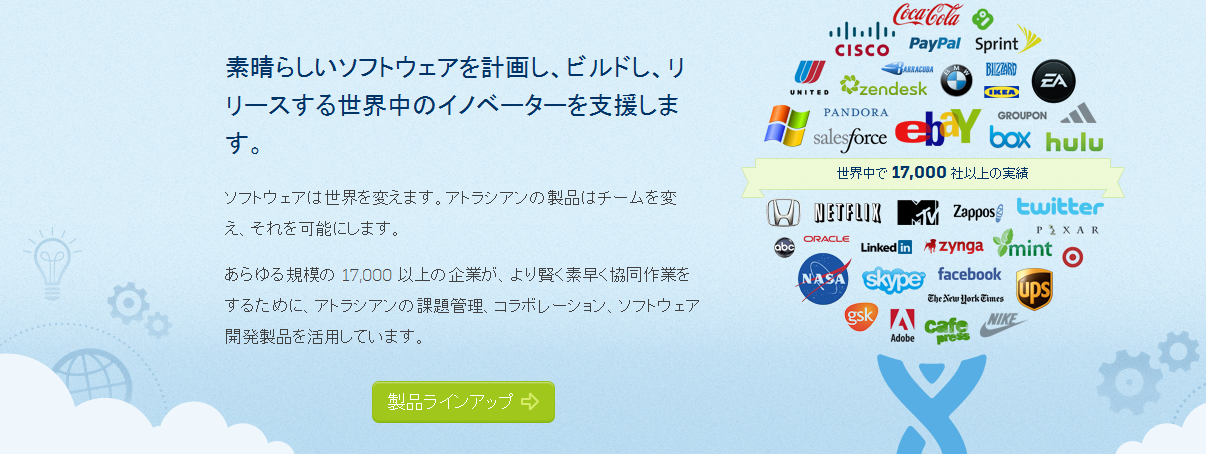 素晴らしいソフトウェアを計画し、ビルドし、リ
リースする世界中のイノベーターを支援しま
す。
ソフトウェアは世界を変えます。アトラシアンの製品はチームを変
え、それを可能にします。
あらゆる規模の 17,000 以上の企業が、より賢く素早く協同作業を
するために、アトラシアンの課題管理、コラボレーション、ソフトウェア
開発製品を活用しています。
製品ラインアップ
Coca-Cola
CISCO
PayPal
Sprint
UNITED
BARRACUDA
zendesk
BMW
BLIZZARD
IKEA
EA
PANDORA
salesforce
ebaY
GROUPON
box
hulu
世界中で 17,000 社以上の実績
NETFLIX
MTV
Zappos
twitter
PIXAR
abc
ORACLE
LinkedIn
zynga
mint
NASA
skype
facebook
The New York Times
ups
gsk
Adobe
cafe
press
NIKE